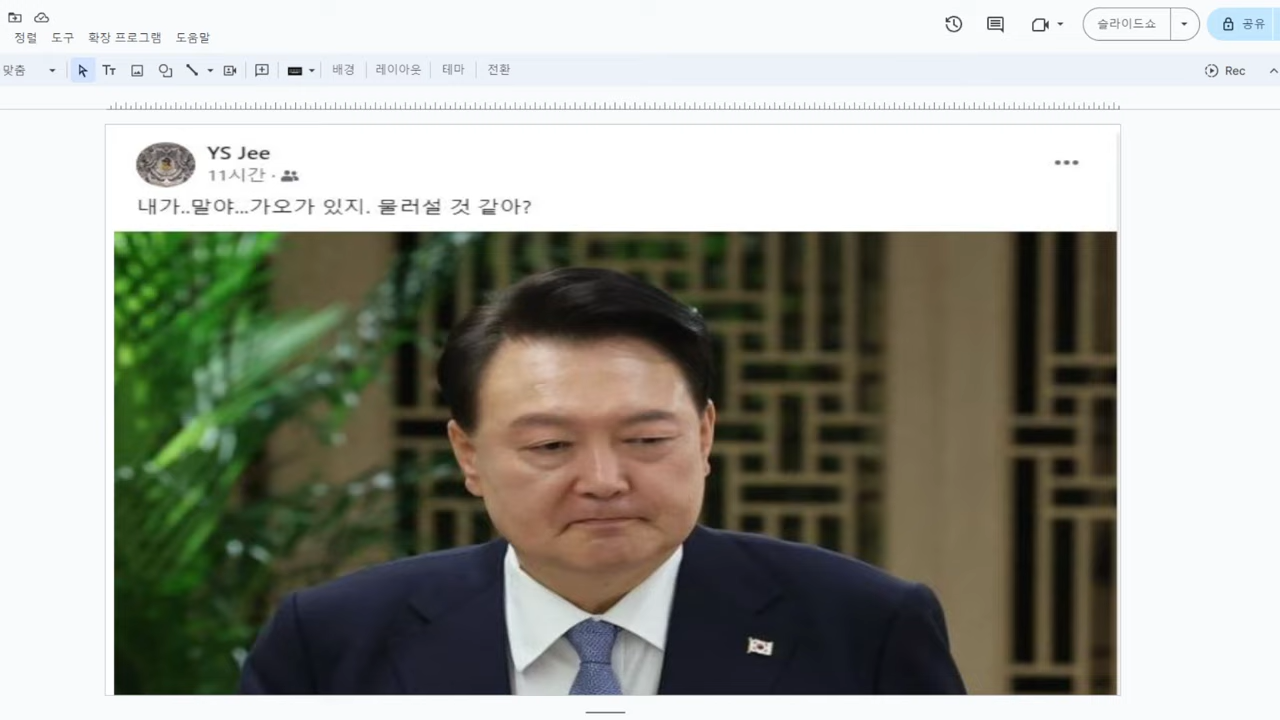 정렬 도구 확장 프로그램 도움말
슬라이드쇼
공유
맞춤
배경 레이아웃 테마 전환
Rec
YS Jee
11시간 ·
내가..말야...가오가 있지. 물러설 것 같아?